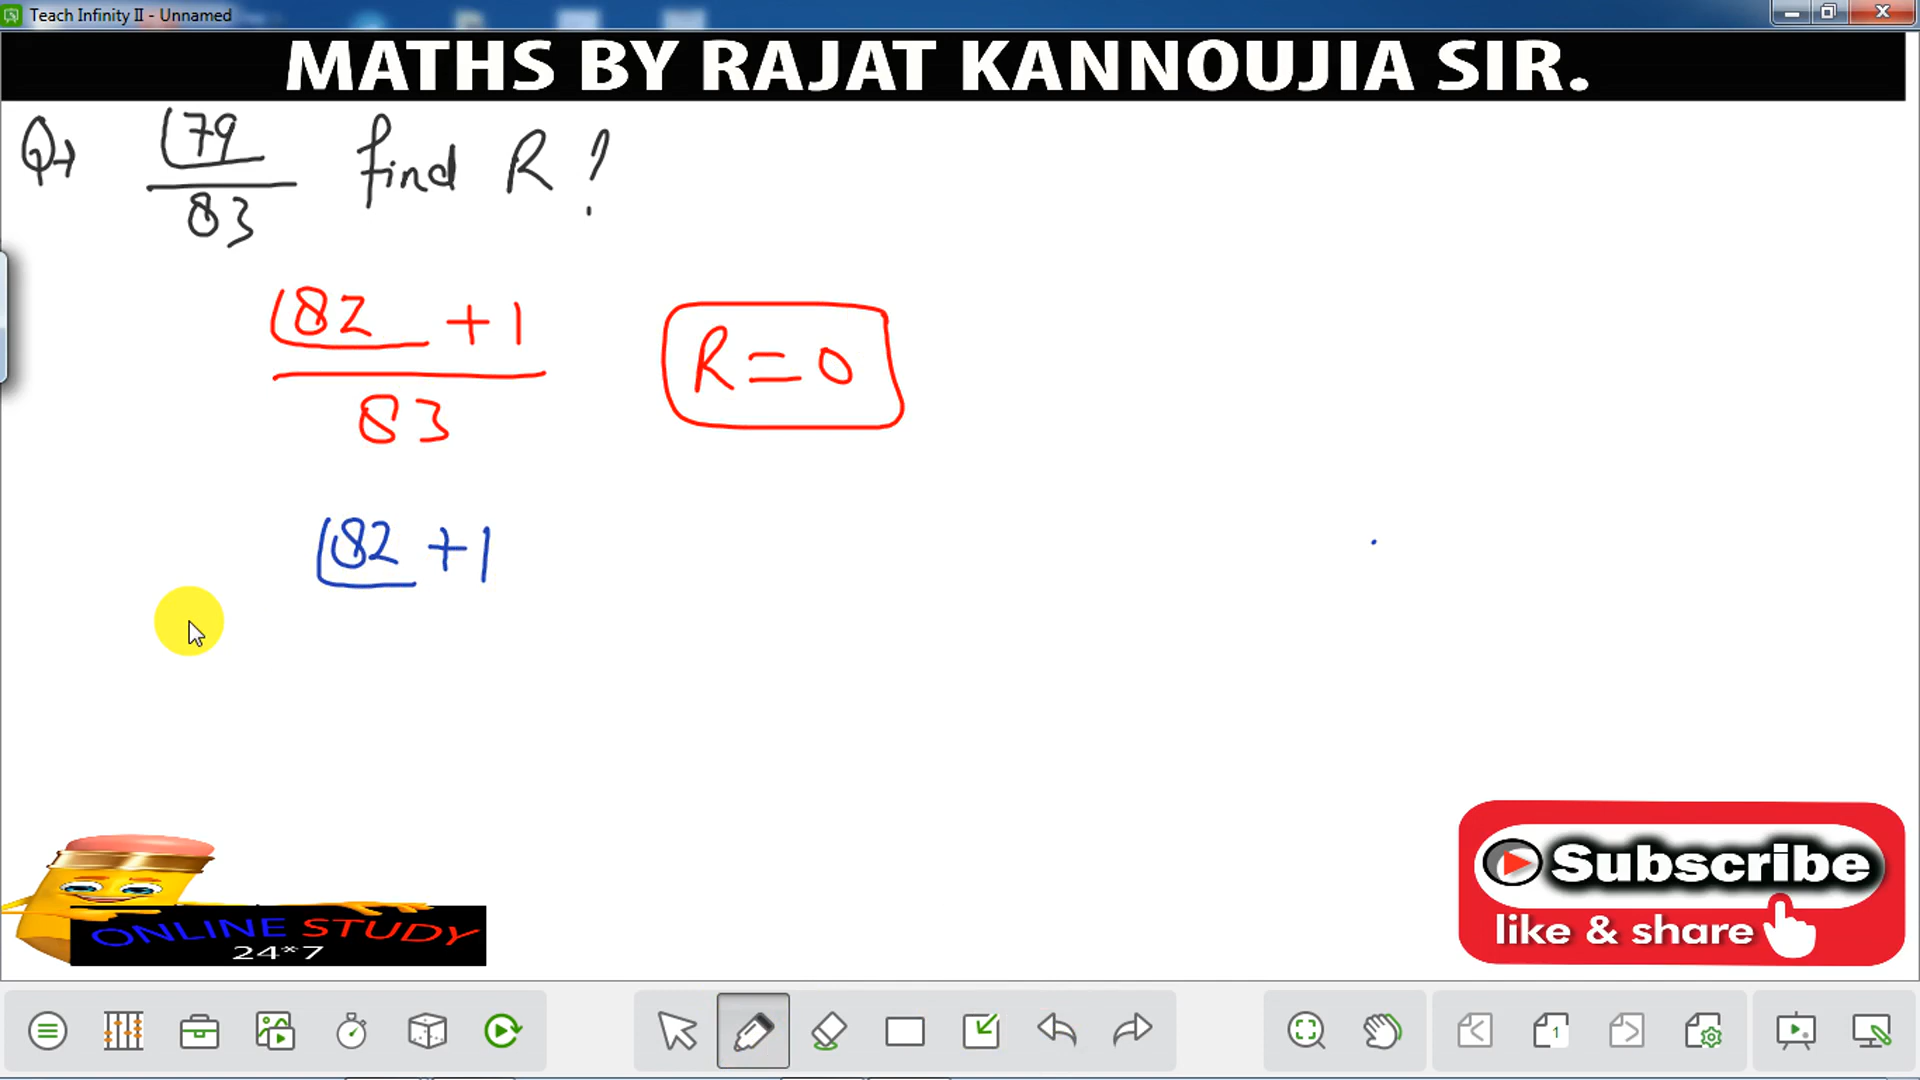 Teach Infinity II - Unnamed
MATHS BY RAJAT KANNOUJIA SIR.
Q→ |79 / 83 find R ?
|82 + 1 / 83
R = 0
|82 + 1
Subscribe
like & share
ONLINE STUDY
24*7
1